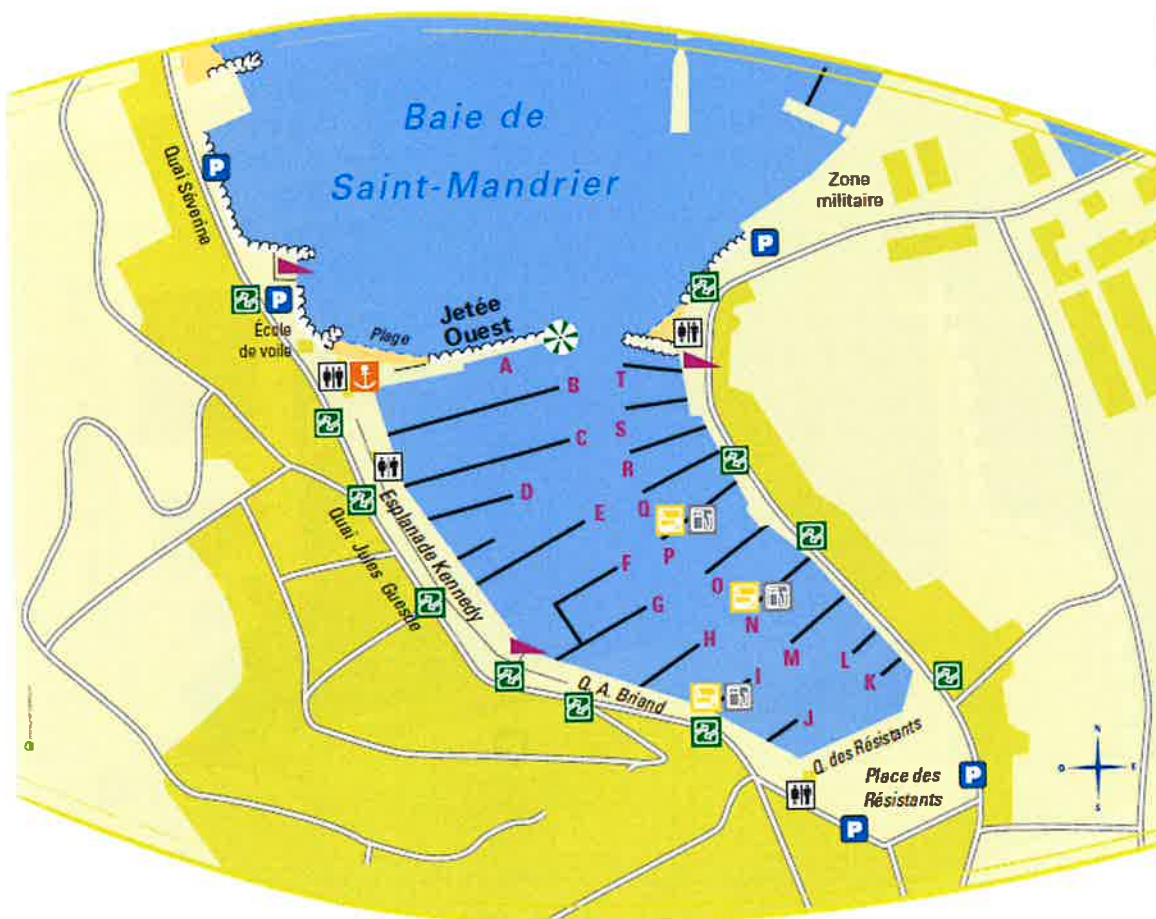 Baie de
Saint-Mandrier
Zone
militaire
P
Quai Séverine
P
P
École
de voile
Plage
Jetée
Ouest
A
B
T
C
S
R
D
E
Q
P
F
O
G
N
H
M
L
I
K
J
Esplanade Kennedy
Quai Jules Guesde
Q. A. Briand
Q. des Résistants
Place des
Résistants
P
P
N
O
E
S